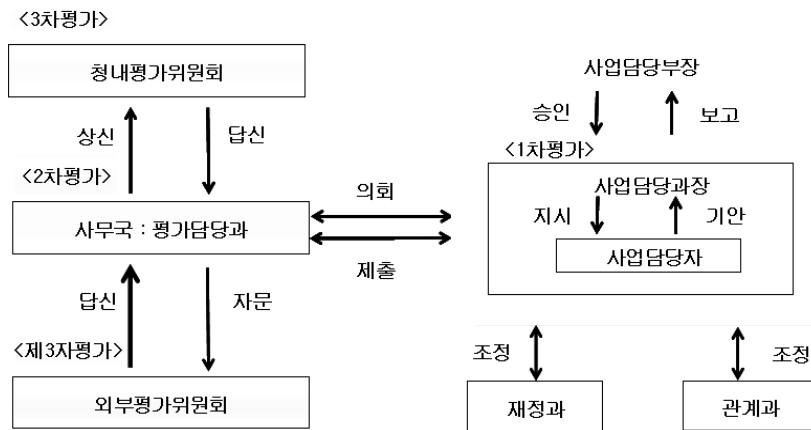 <3차평가>
청내평가위원회
상신
답신
<2차평가>
사무국 : 평가담당과
답신
자문
<제3자평가>
외부평가위원회
의회
제출
사업담당부장
승인
보고
<1차평가>
사업담당과장
지시
기안
사업담당자
조정
조정
재정과
관계과